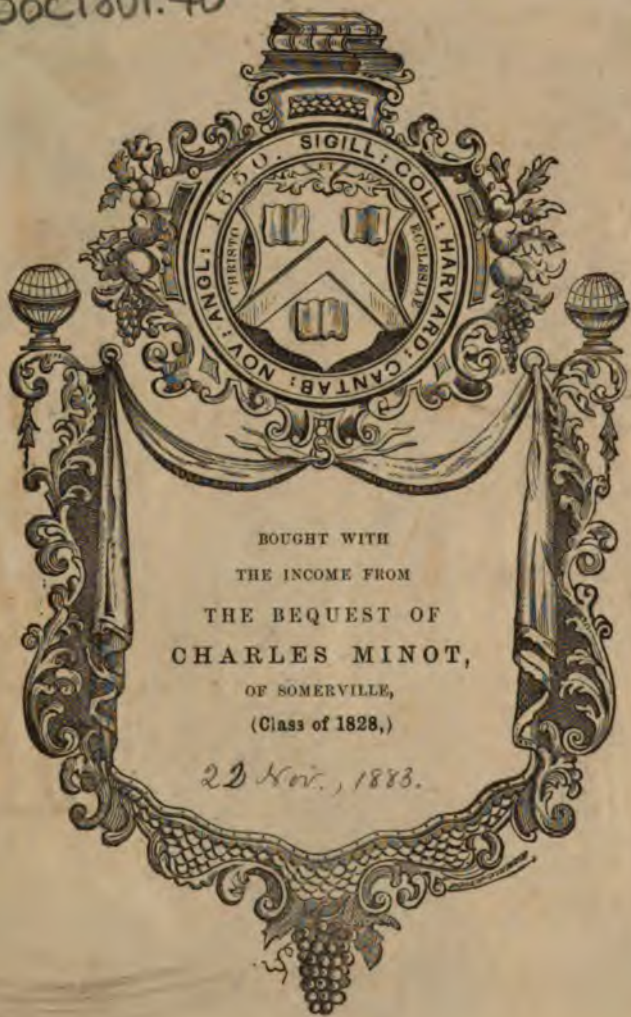 SIGILL: COLL: HARVARD: CANTAB: NOV: ANGL: 1650.
ET
CHRISTO
ECCLESIAE
BOUGHT WITH
THE INCOME FROM
THE BEQUEST OF
CHARLES MINOT,
OF SOMERVILLE,
(Class of 1828,)
22 Nov., 1883.